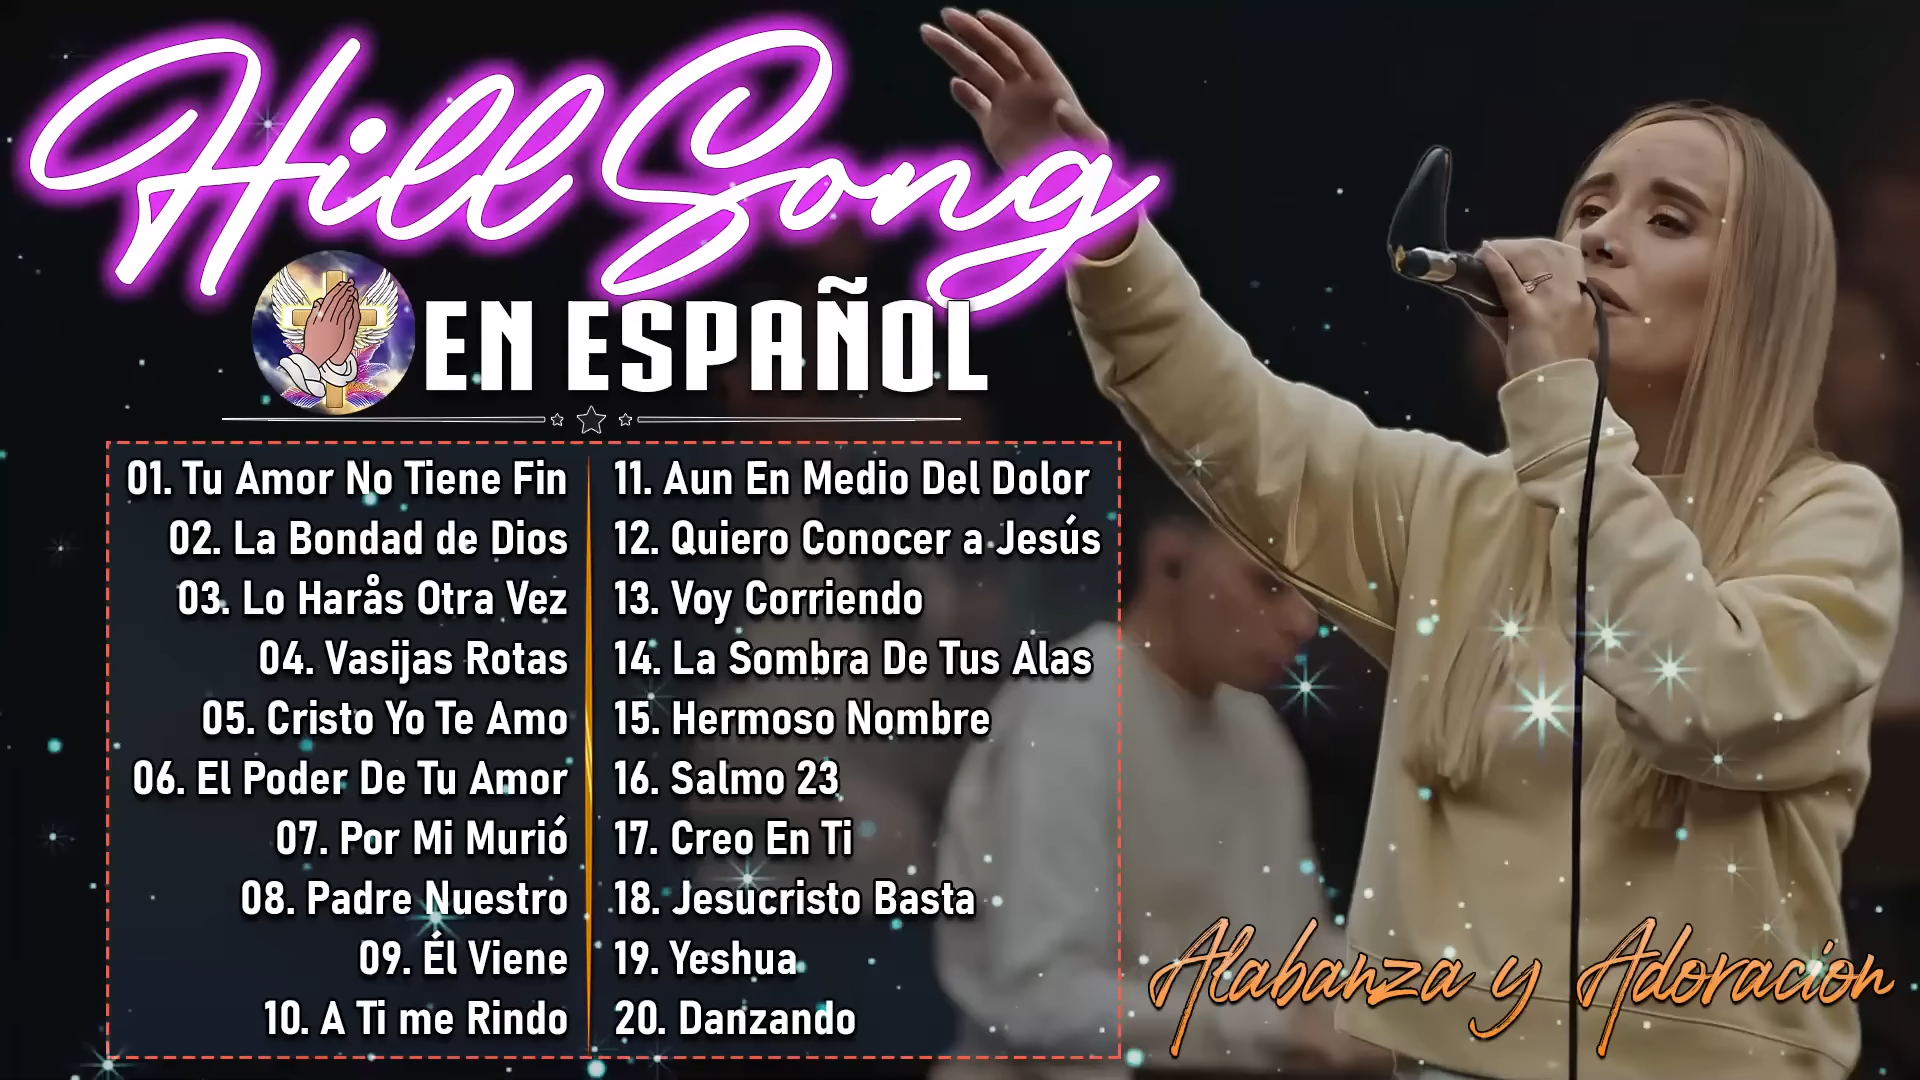 HillSong
EN ESPAÑOL
01. Tu Amor No Tiene Fin
02. La Bondad de Dios
03. Lo Harås Otra Vez
04. Vasijas Rotas
05. Cristo Yo Te Amo
06. El Poder De Tu Amor
07. Por Mi Murió
08. Padre Nuestro
09. Él Viene
10. A Ti me Rindo
11. Aun En Medio Del Dolor
12. Quiero Conocer a Jesús
13. Voy Corriendo
14. La Sombra De Tus Alas
15. Hermoso Nombre
16. Salmo 23
17. Creo En Ti
18. Jesucristo Basta
19. Yeshua
20. Danzando
Alabanza y Adoración